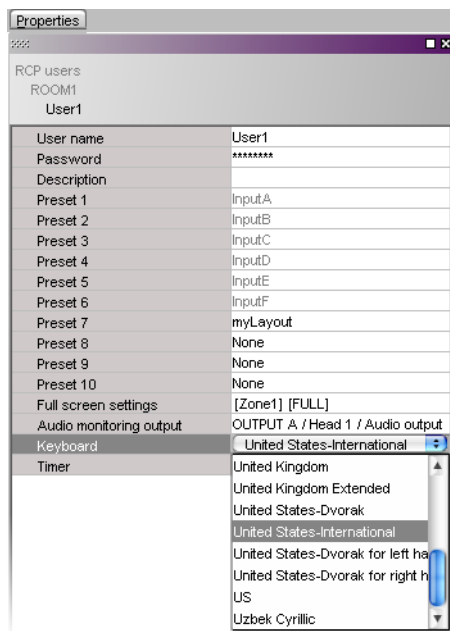 Properties
RCP users
ROOM1
User1
User name User1
Password ********
Description
Preset 1 InputA
Preset 2 InputB
Preset 3 InputC
Preset 4 InputD
Preset 5 InputE
Preset 6 InputF
Preset 7 myLayout
Preset 8 None
Preset 9 None
Preset 10 None
Full screen settings [Zone1] [FULL]
Audio monitoring output OUTPUT A / Head 1 / Audio output
Keyboard United States-International
Timer
United Kingdom
United Kingdom Extended
United States-Dvorak
United States-International
United States-Dvorak for left ha
United States-Dvorak for right h
US
Uzbek Cyrillic